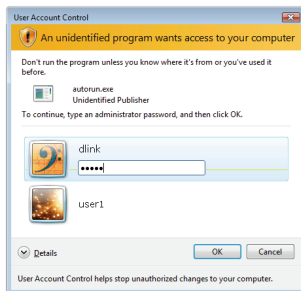 User Account Control
An unidentified program wants access to your computer
Don't run the program unless you know where it's from or you've used it
before.
autorun.exe
Unidentified Publisher
To continue, type an administrator password, and then click OK.
dlink
•••••
user1
Details
OK Cancel
User Account Control helps stop unauthorized changes to your computer.